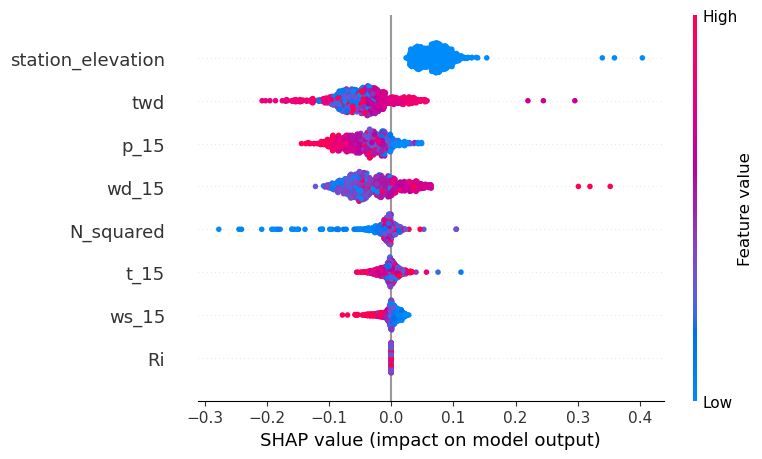 High
station_elevation
twd
p_15
wd_15
N_squared
t_15
ws_15
Ri
Feature value
Low
−0.3 −0.2 −0.1 0.0 0.1 0.2 0.3 0.4
SHAP value (impact on model output)